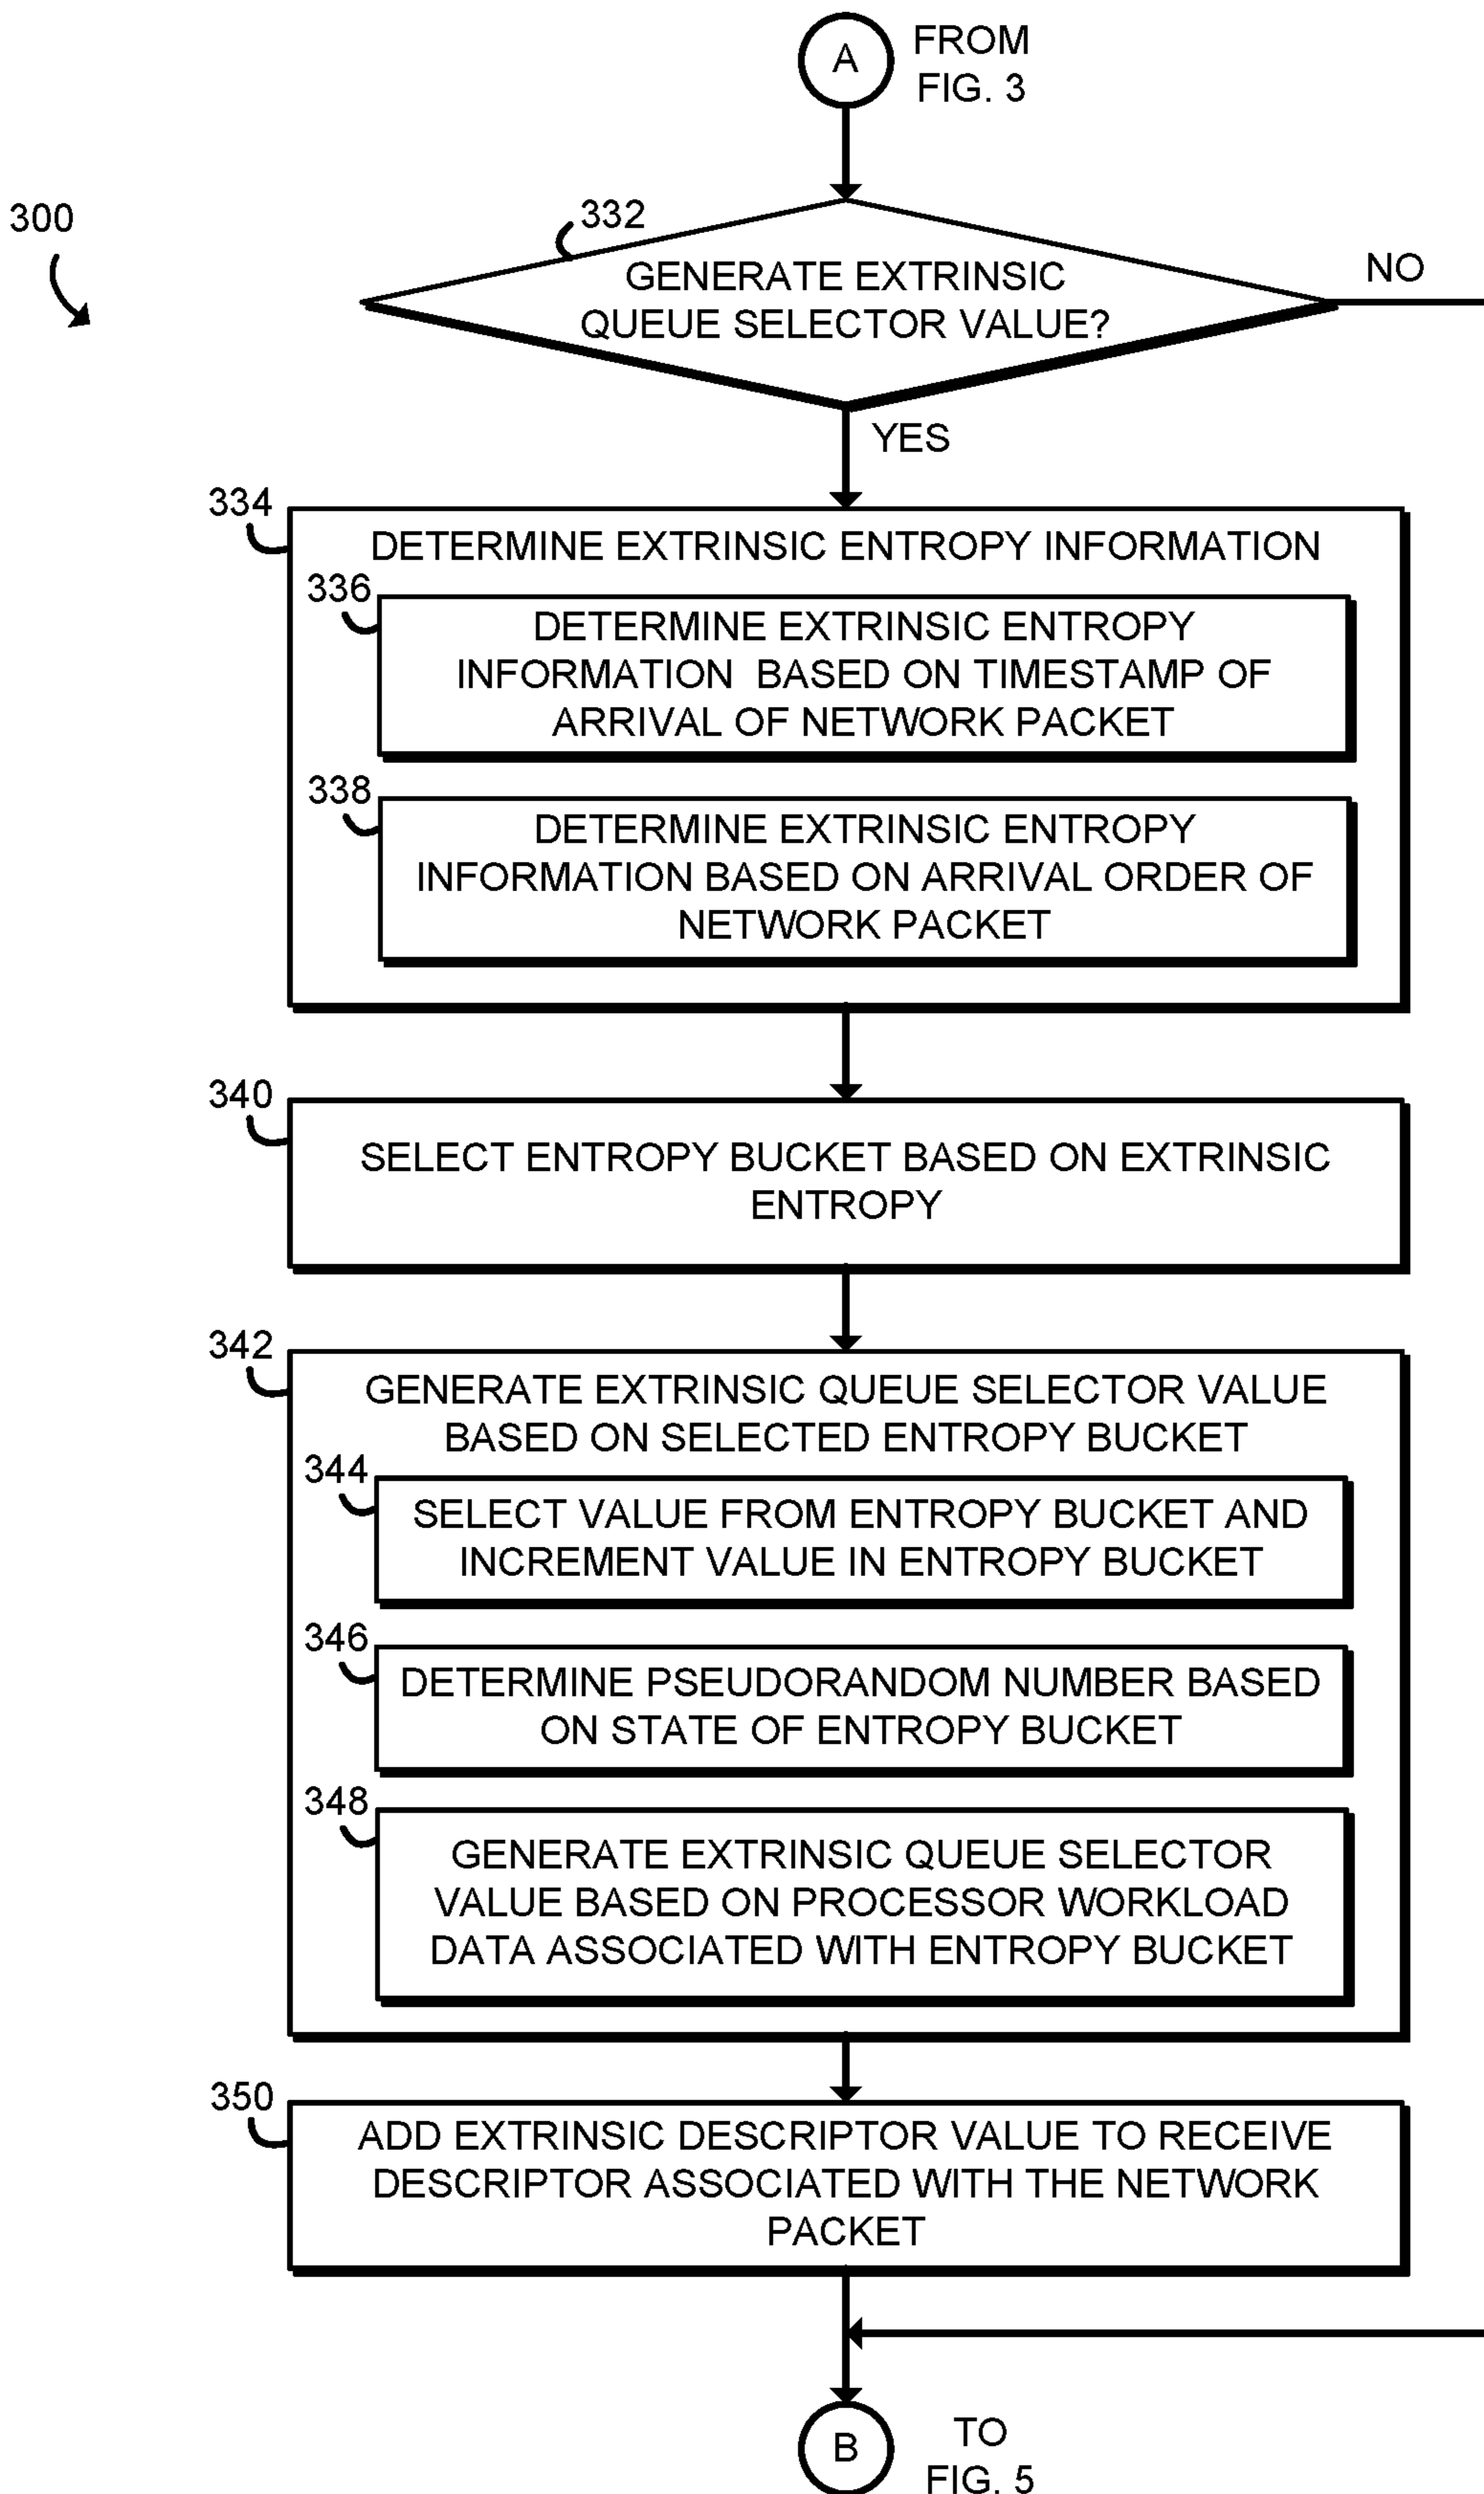 A
FROM
FIG. 3
300
332
GENERATE EXTRINSIC
QUEUE SELECTOR VALUE?
NO
YES
334
DETERMINE EXTRINSIC ENTROPY INFORMATION
336
DETERMINE EXTRINSIC ENTROPY
INFORMATION BASED ON TIMESTAMP OF
ARRIVAL OF NETWORK PACKET
338
DETERMINE EXTRINSIC ENTROPY
INFORMATION BASED ON ARRIVAL ORDER OF
NETWORK PACKET
340
SELECT ENTROPY BUCKET BASED ON EXTRINSIC
ENTROPY
342
GENERATE EXTRINSIC QUEUE SELECTOR VALUE
BASED ON SELECTED ENTROPY BUCKET
344
SELECT VALUE FROM ENTROPY BUCKET AND
INCREMENT VALUE IN ENTROPY BUCKET
346
DETERMINE PSEUDORANDOM NUMBER BASED
ON STATE OF ENTROPY BUCKET
348
GENERATE EXTRINSIC QUEUE SELECTOR
VALUE BASED ON PROCESSOR WORKLOAD
DATA ASSOCIATED WITH ENTROPY BUCKET
350
ADD EXTRINSIC DESCRIPTOR VALUE TO RECEIVE
DESCRIPTOR ASSOCIATED WITH THE NETWORK
PACKET
B
TO
FIG. 5